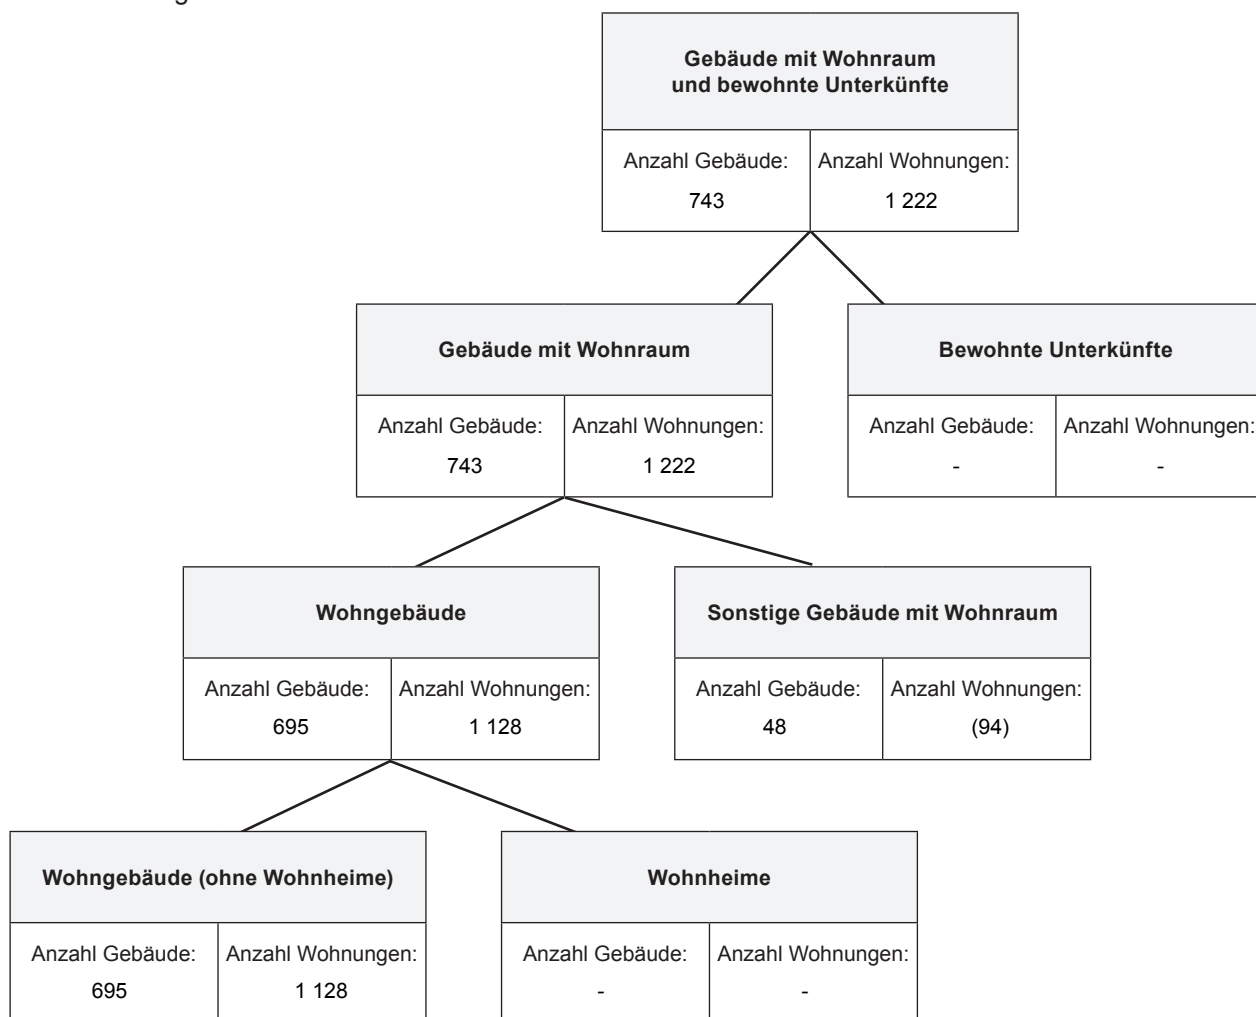 Gebäude mit Wohnraum
und bewohnte Unterkünfte
Anzahl Gebäude: Anzahl Wohnungen:
743 1 222
Gebäude mit Wohnraum
Anzahl Gebäude: Anzahl Wohnungen:
743 1 222
Bewohnte Unterkünfte
Anzahl Gebäude: Anzahl Wohnungen:
- -
Wohngebäude
Anzahl Gebäude: Anzahl Wohnungen:
695 1 128
Sonstige Gebäude mit Wohnraum
Anzahl Gebäude: Anzahl Wohnungen:
48 (94)
Wohngebäude (ohne Wohnheime)
Anzahl Gebäude: Anzahl Wohnungen:
695 1 128
Wohnheime
Anzahl Gebäude: Anzahl Wohnungen:
- -